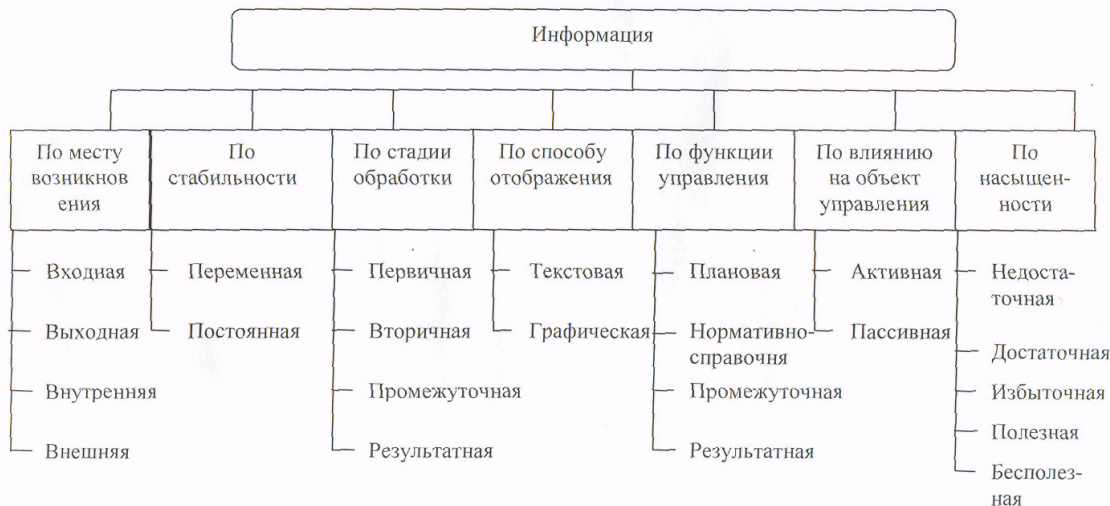 Информация
По месту
возникнов
ения
По
стабильности
По стадии
обработки
По способу
отображения
По функции
управления
По влиянию
на объект
управления
По
насыщен-
ности
Входная
Выходная
Внутренняя
Внешняя
Переменная
Постоянная
Первичная
Вторичная
Промежуточная
Результатная
Текстовая
Графическая
Плановая
Нормативно-
справочня
Промежуточная
Результатная
Активная
Пассивная
Недоста-
точная
Достаточная
Избыточная
Полезная
Бесполез-
ная